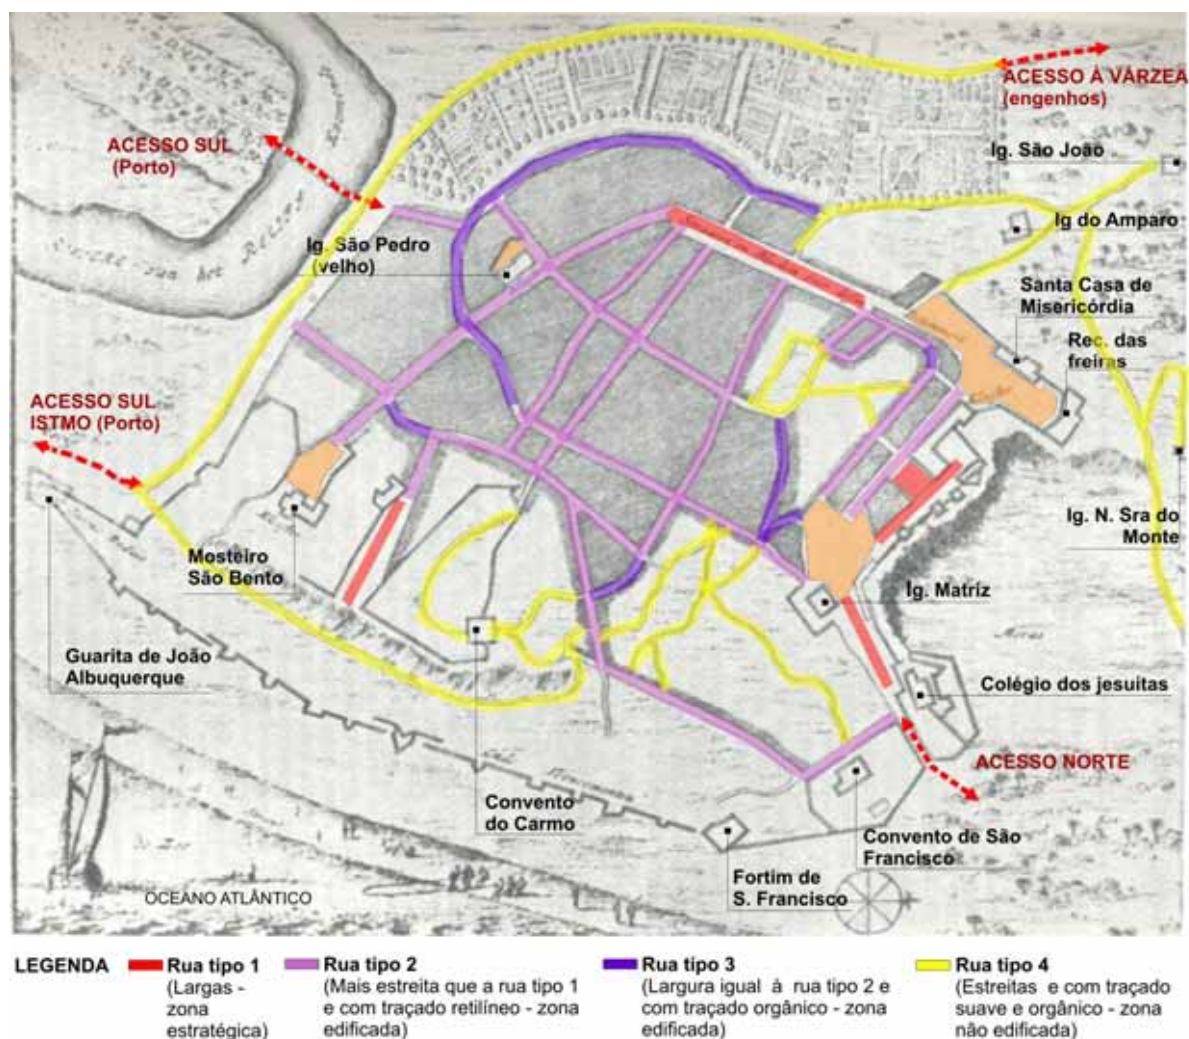 ACESSO À VÁRZEA
(engenhos)
ACESSO SUL
(Porto)
Ig. São João
Ig do Amparo
Ig. São Pedro
(velho)
Santa Casa de
Misericórdia
Rec. das
freiras
ACESSO SUL
ISTMO (Porto)
Ig. N. Sra do
Monte
Mosteiro
São Bento
Ig. Matríz
Guarita de João
Albuquerque
Colégio dos jesuitas
ACESSO NORTE
Convento
do Carmo
Convento de São
Francisco
Fortim de
S. Francisco
OCEANO ATLÂNTICO
LEGENDA
Rua tipo 1
(Largas -
zona
estratégica)
Rua tipo 2
(Mais estreita que a rua tipo 1
e com traçado retilíneo - zona
edificada)
Rua tipo 3
(Largura igual à rua tipo 2 e
com traçado orgânico - zona
edificada)
Rua tipo 4
(Estreitas e com traçado
suave e orgânico - zona
não edificada)